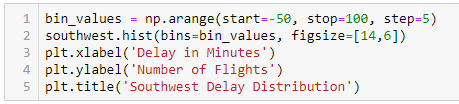 1 bin_values = np.arange(start=-50, stop=100, step=5)
2 southwest.hist(bins=bin_values, figsize=[14,6])
3 plt.xlabel('Delay in Minutes')
4 plt.ylabel('Number of Flights')
5 plt.title('Southwest Delay Distribution')